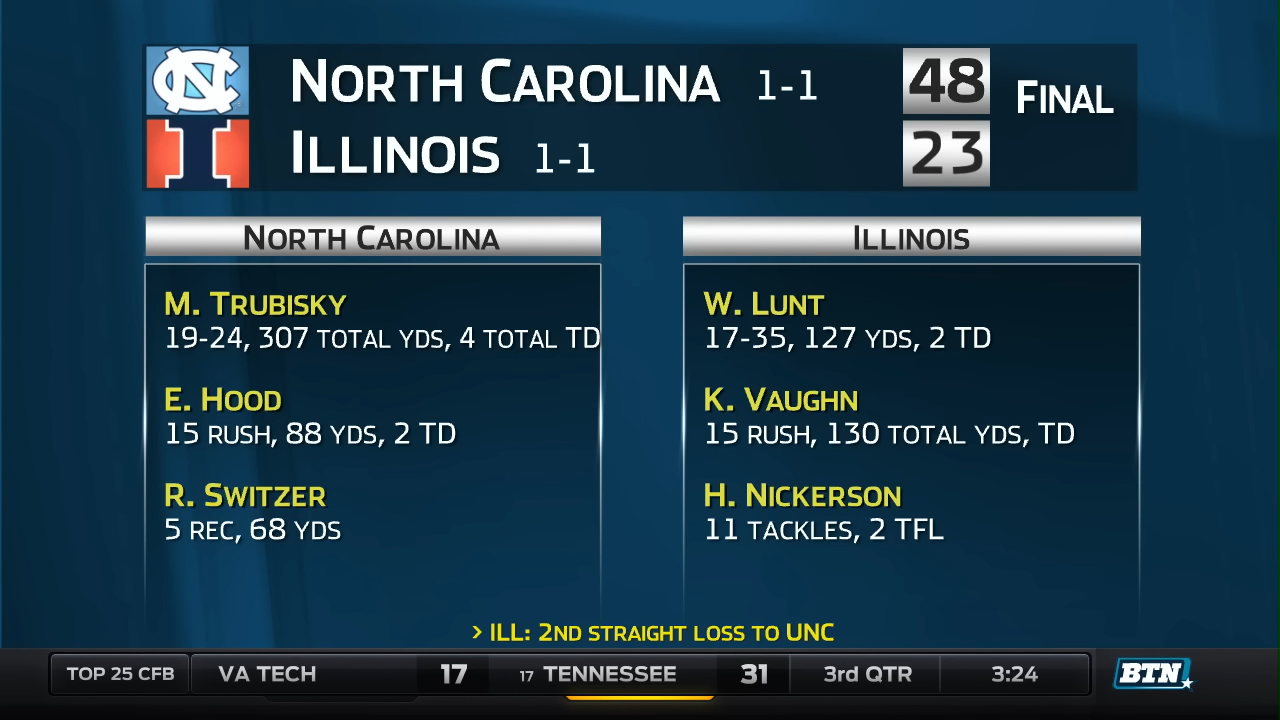 NORTH CAROLINA 1-1 48 FINAL
ILLINOIS 1-1 23
NORTH CAROLINA
M. TRUBISKY
19-24, 307 TOTAL YDS, 4 TOTAL TD
E. HOOD
15 RUSH, 88 YDS, 2 TD
R. SWITZER
5 REC, 68 YDS
ILLINOIS
W. LUNT
17-35, 127 YDS, 2 TD
K. VAUGHN
15 RUSH, 130 TOTAL YDS, TD
H. NICKERSON
11 TACKLES, 2 TFL
> ILL: 2ND STRAIGHT LOSS TO UNC
TOP 25 CFB VA TECH 17 17 TENNESSEE 31 3rd QTR 3:24 BTN